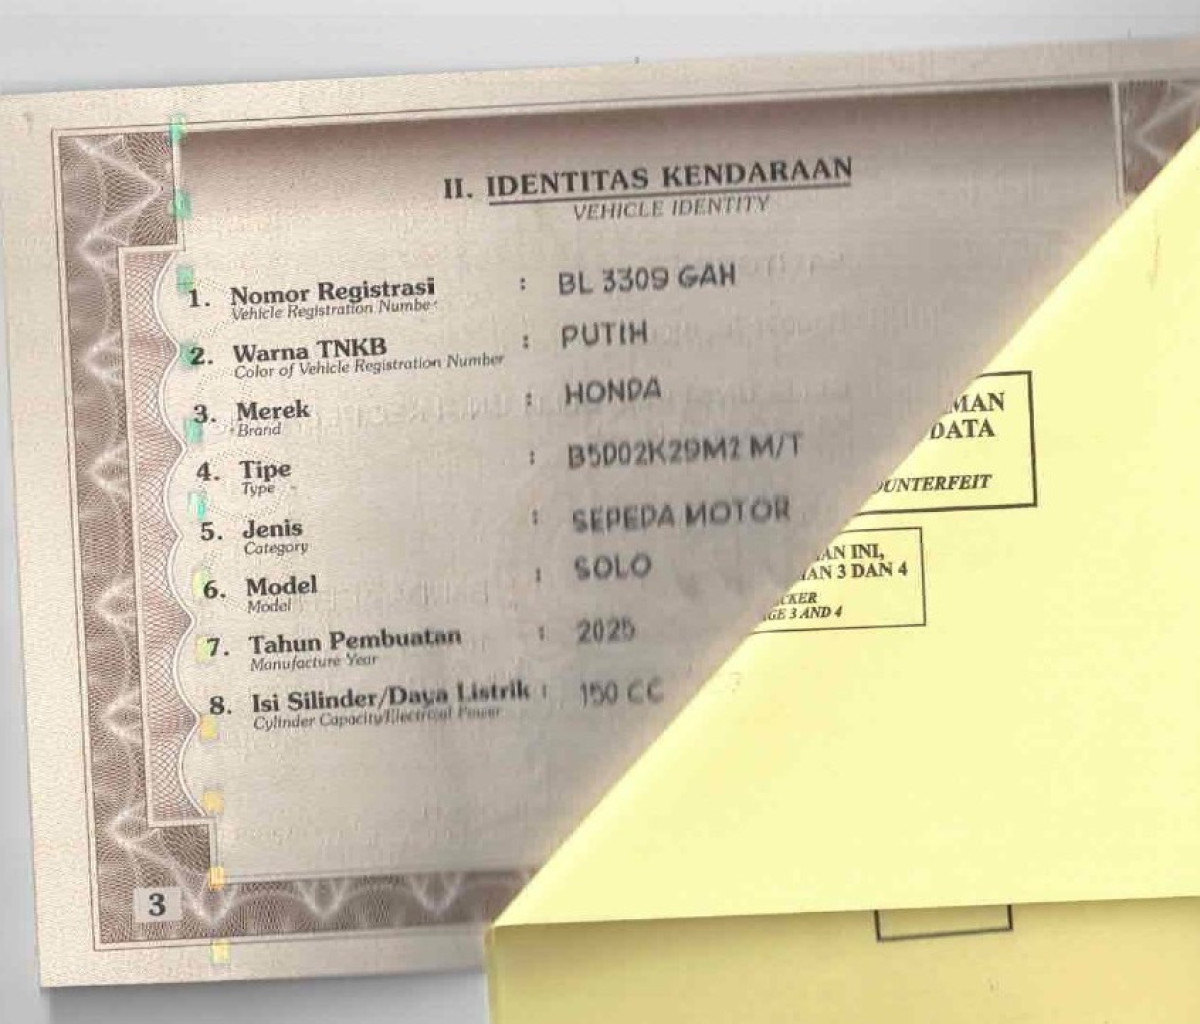 II. IDENTITAS KENDARAAN
VEHICLE IDENTITY
1. Nomor Registrasi : BL 3309 GAH
Vehicle Registration Number
2. Warna TNKB : PUTIH
Color of Vehicle Registration Number
3. Merek : HONDA
Brand
4. Tipe : B5D02K29M2 M/T
Type
5. Jenis : SEPEDA MOTOR
Category
6. Model : SOLO
Model
7. Tahun Pembuatan : 2025
Manufacture Year
8. Isi Silinder/Daya Listrik : 150 CC
Cylinder Capacity/Electrical Power
3
MAN
DATA
OUNTERFEIT
AN INI,
AN 3 DAN 4
CKER
GE 3 AND 4